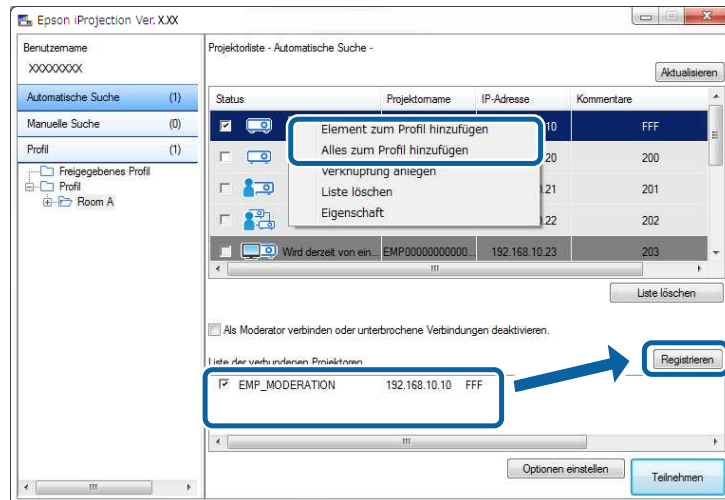 Epson iProjection Ver. X.XX
Benutzername
XXXXXXXX
Automatische Suche (1)
Manuelle Suche (0)
Profil (1)
Freigegebenes Profil
Profil
Room A
Projektorliste - Automatische Suche -
Aktualisieren
Status Projektorname IP-Adresse Kommentare
10 FFF
20 200
.21 201
.22 202
Wird derzeit von ein... EMP00000000000... 192.168.10.23 203
Element zum Profil hinzufügen
Alles zum Profil hinzufügen
Verknüpfung anlegen
Liste löschen
Eigenschaft
Liste löschen
Als Moderator verbinden oder unterbrochene Verbindungen deaktivieren.
Liste der verbundenen Projektoren
Registrieren
EMP_MODERATION 192.168.10.10 FFF
Optionen einstellen
Teilnehmen